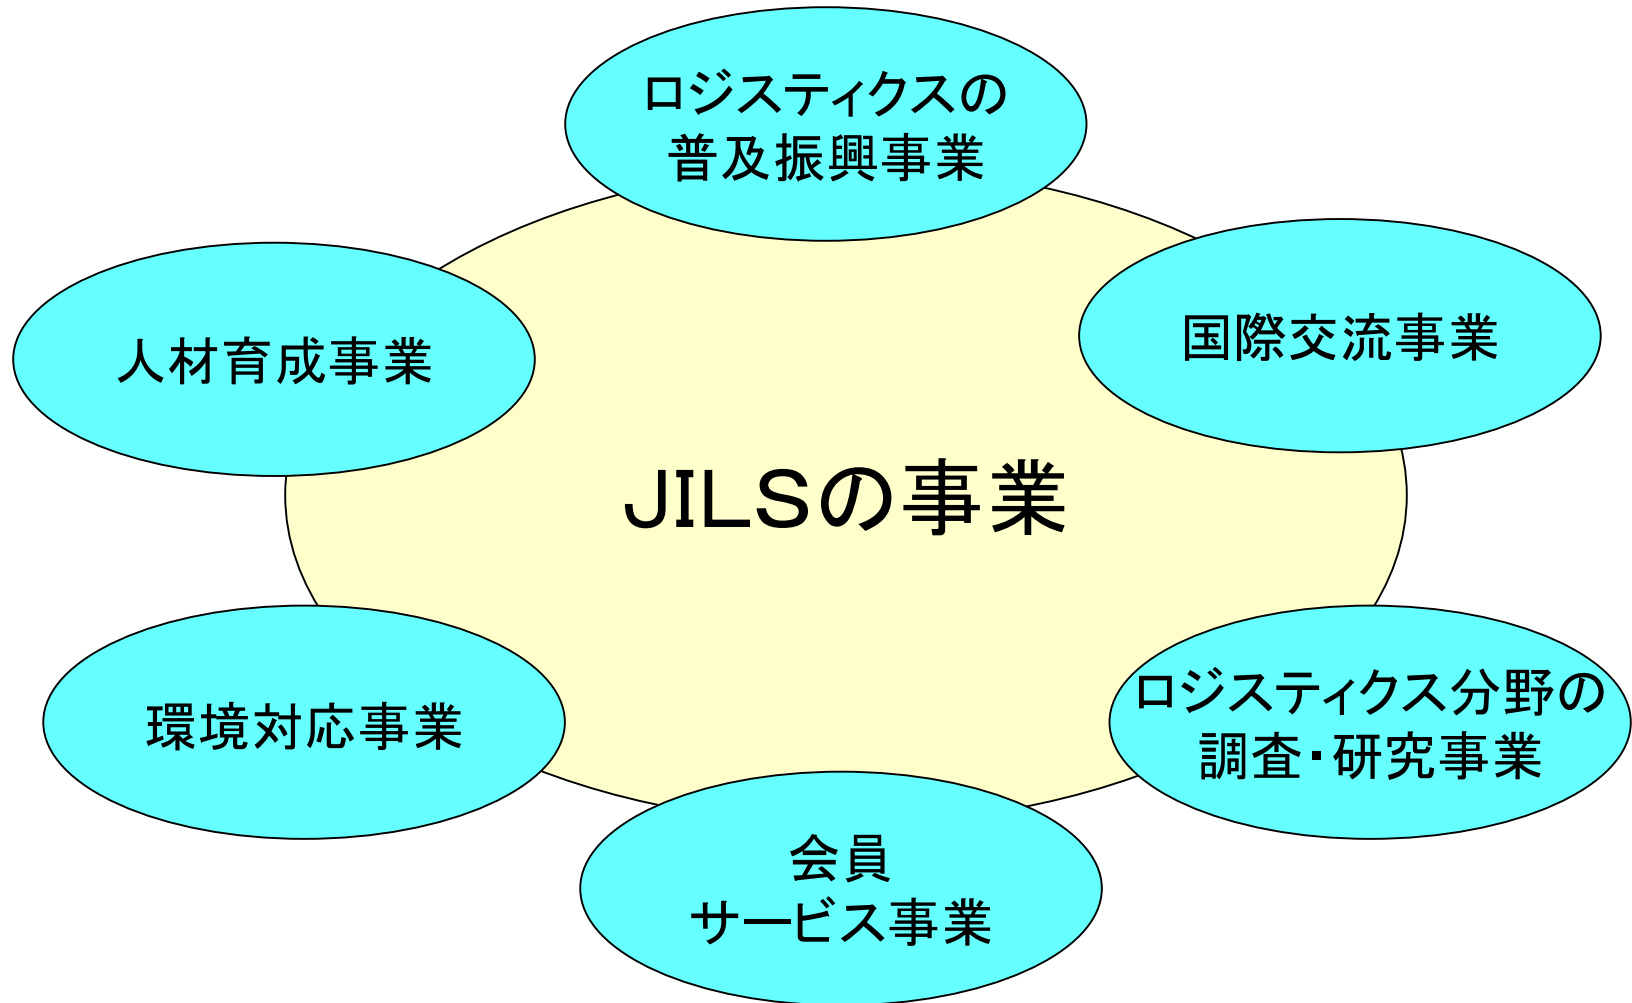 ロジスティクスの
普及振興事業
国際交流事業
人材育成事業
JILSの事業
ロジスティクス分野の
調査・研究事業
環境対応事業
会員
サービス事業